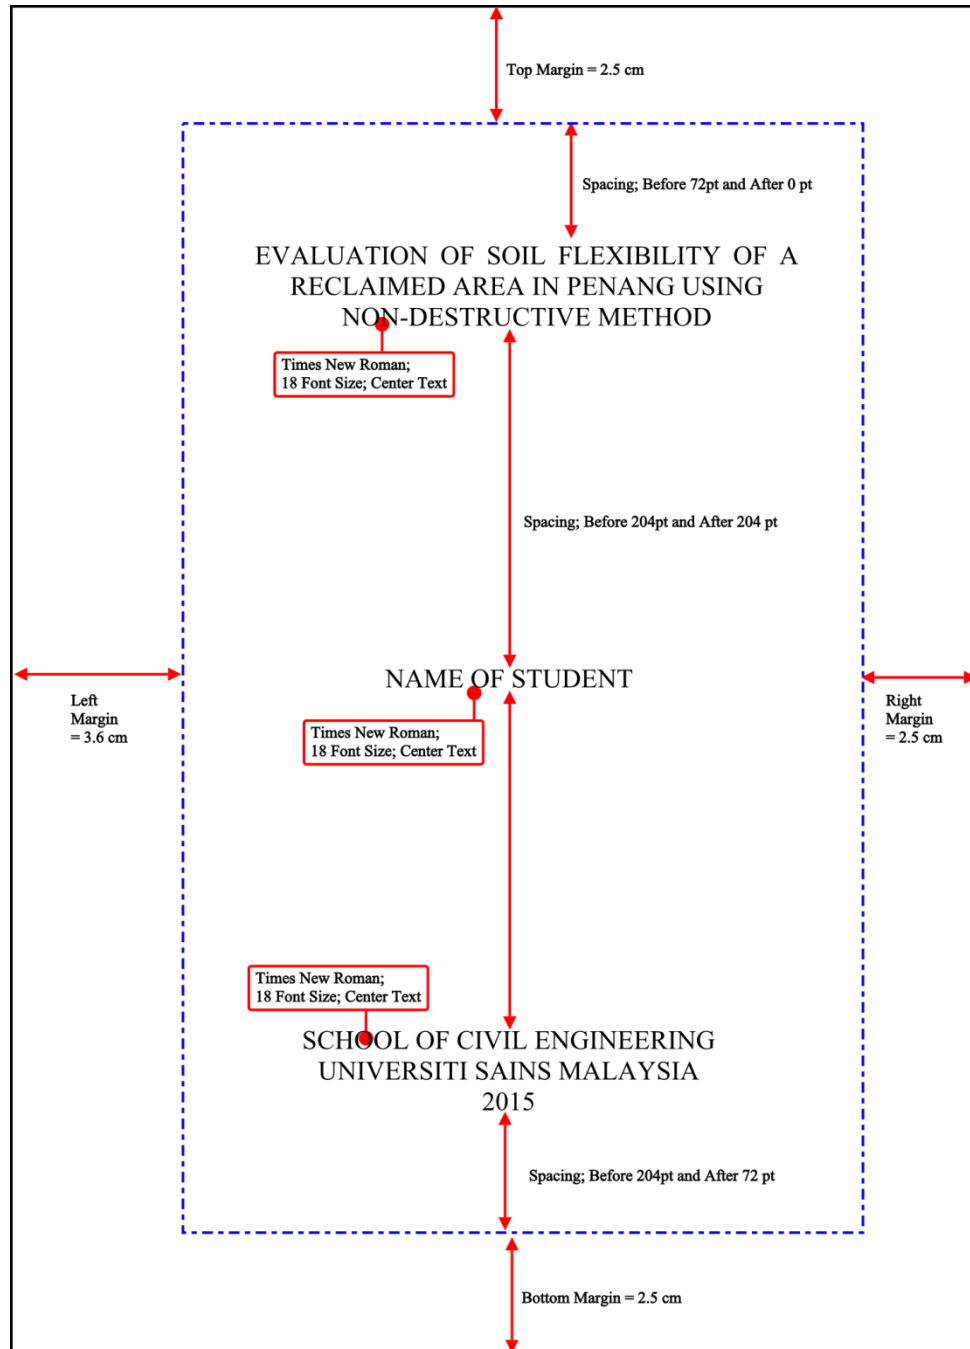 Top Margin = 2.5 cm
Spacing; Before 72pt and After 0 pt
EVALUATION OF SOIL FLEXIBILITY OF A
RECLAIMED AREA IN PENANG USING
NON-DESTRUCTIVE METHOD
Times New Roman;
18 Font Size; Center Text
Spacing; Before 204pt and After 204 pt
NAME OF STUDENT
Left
Margin
= 3.6 cm
Right
Margin
= 2.5 cm
Times New Roman;
18 Font Size; Center Text
Times New Roman;
18 Font Size; Center Text
SCHOOL OF CIVIL ENGINEERING
UNIVERSITI SAINS MALAYSIA
2015
Spacing; Before 204pt and After 72 pt
Bottom Margin = 2.5 cm